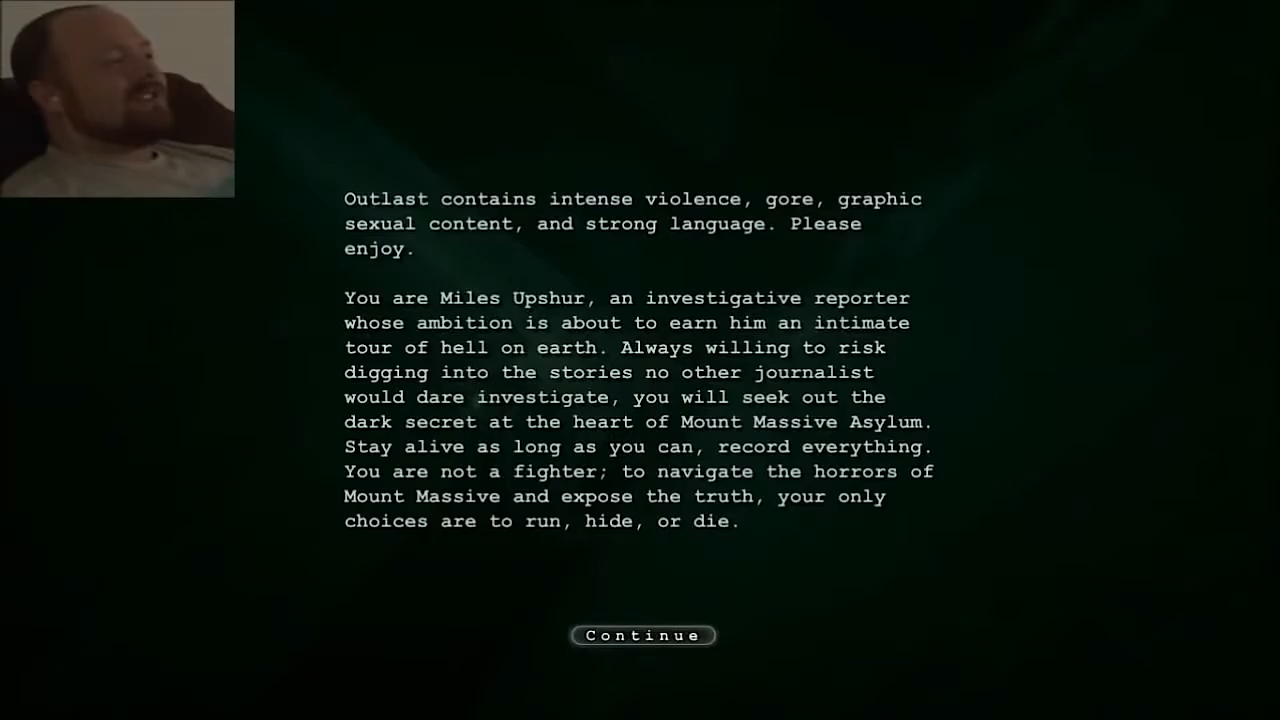 Outlast contains intense violence, gore, graphic
sexual content, and strong language. Please
enjoy.
You are Miles Upshur, an investigative reporter
whose ambition is about to earn him an intimate
tour of hell on earth. Always willing to risk
digging into the stories no other journalist
would dare investigate, you will seek out the
dark secret at the heart of Mount Massive Asylum.
Stay alive as long as you can, record everything.
You are not a fighter; to navigate the horrors of
Mount Massive and expose the truth, your only
choices are to run, hide, or die.
Continue